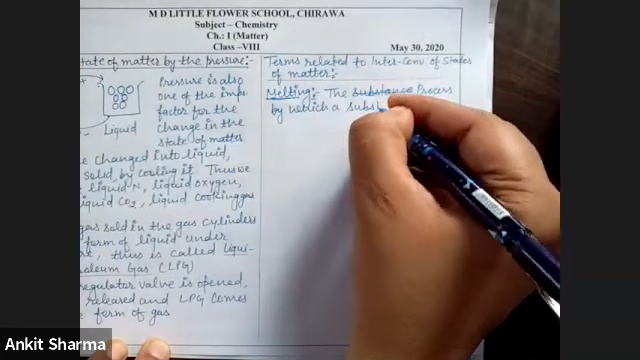 M D LITTLE FLOWER SCHOOL, CHIRAWA
Subject – Chemistry
Ch.: I (Matter)
Class –VIII
May 30, 2020
state of matter by the pressure:-
Pressure is also
one of the imp.
factor for the
change in the
state of matter
Liquid
e changed into liquid,
solid, by cooling it. Thus we
liquid N, liquid oxygen,
liquid CO2, liquid cooking gas
gas sold in the gas cylinders
form of liquid under
thus is called Liqui-
oleum Gas (LPG)
regulator valve is opened,
released and LPG comes
form of gas
Terms related to Inter-Conv. of States
of matter:-
Melting:- The substance Process
by which a subst
Ankit Sharma